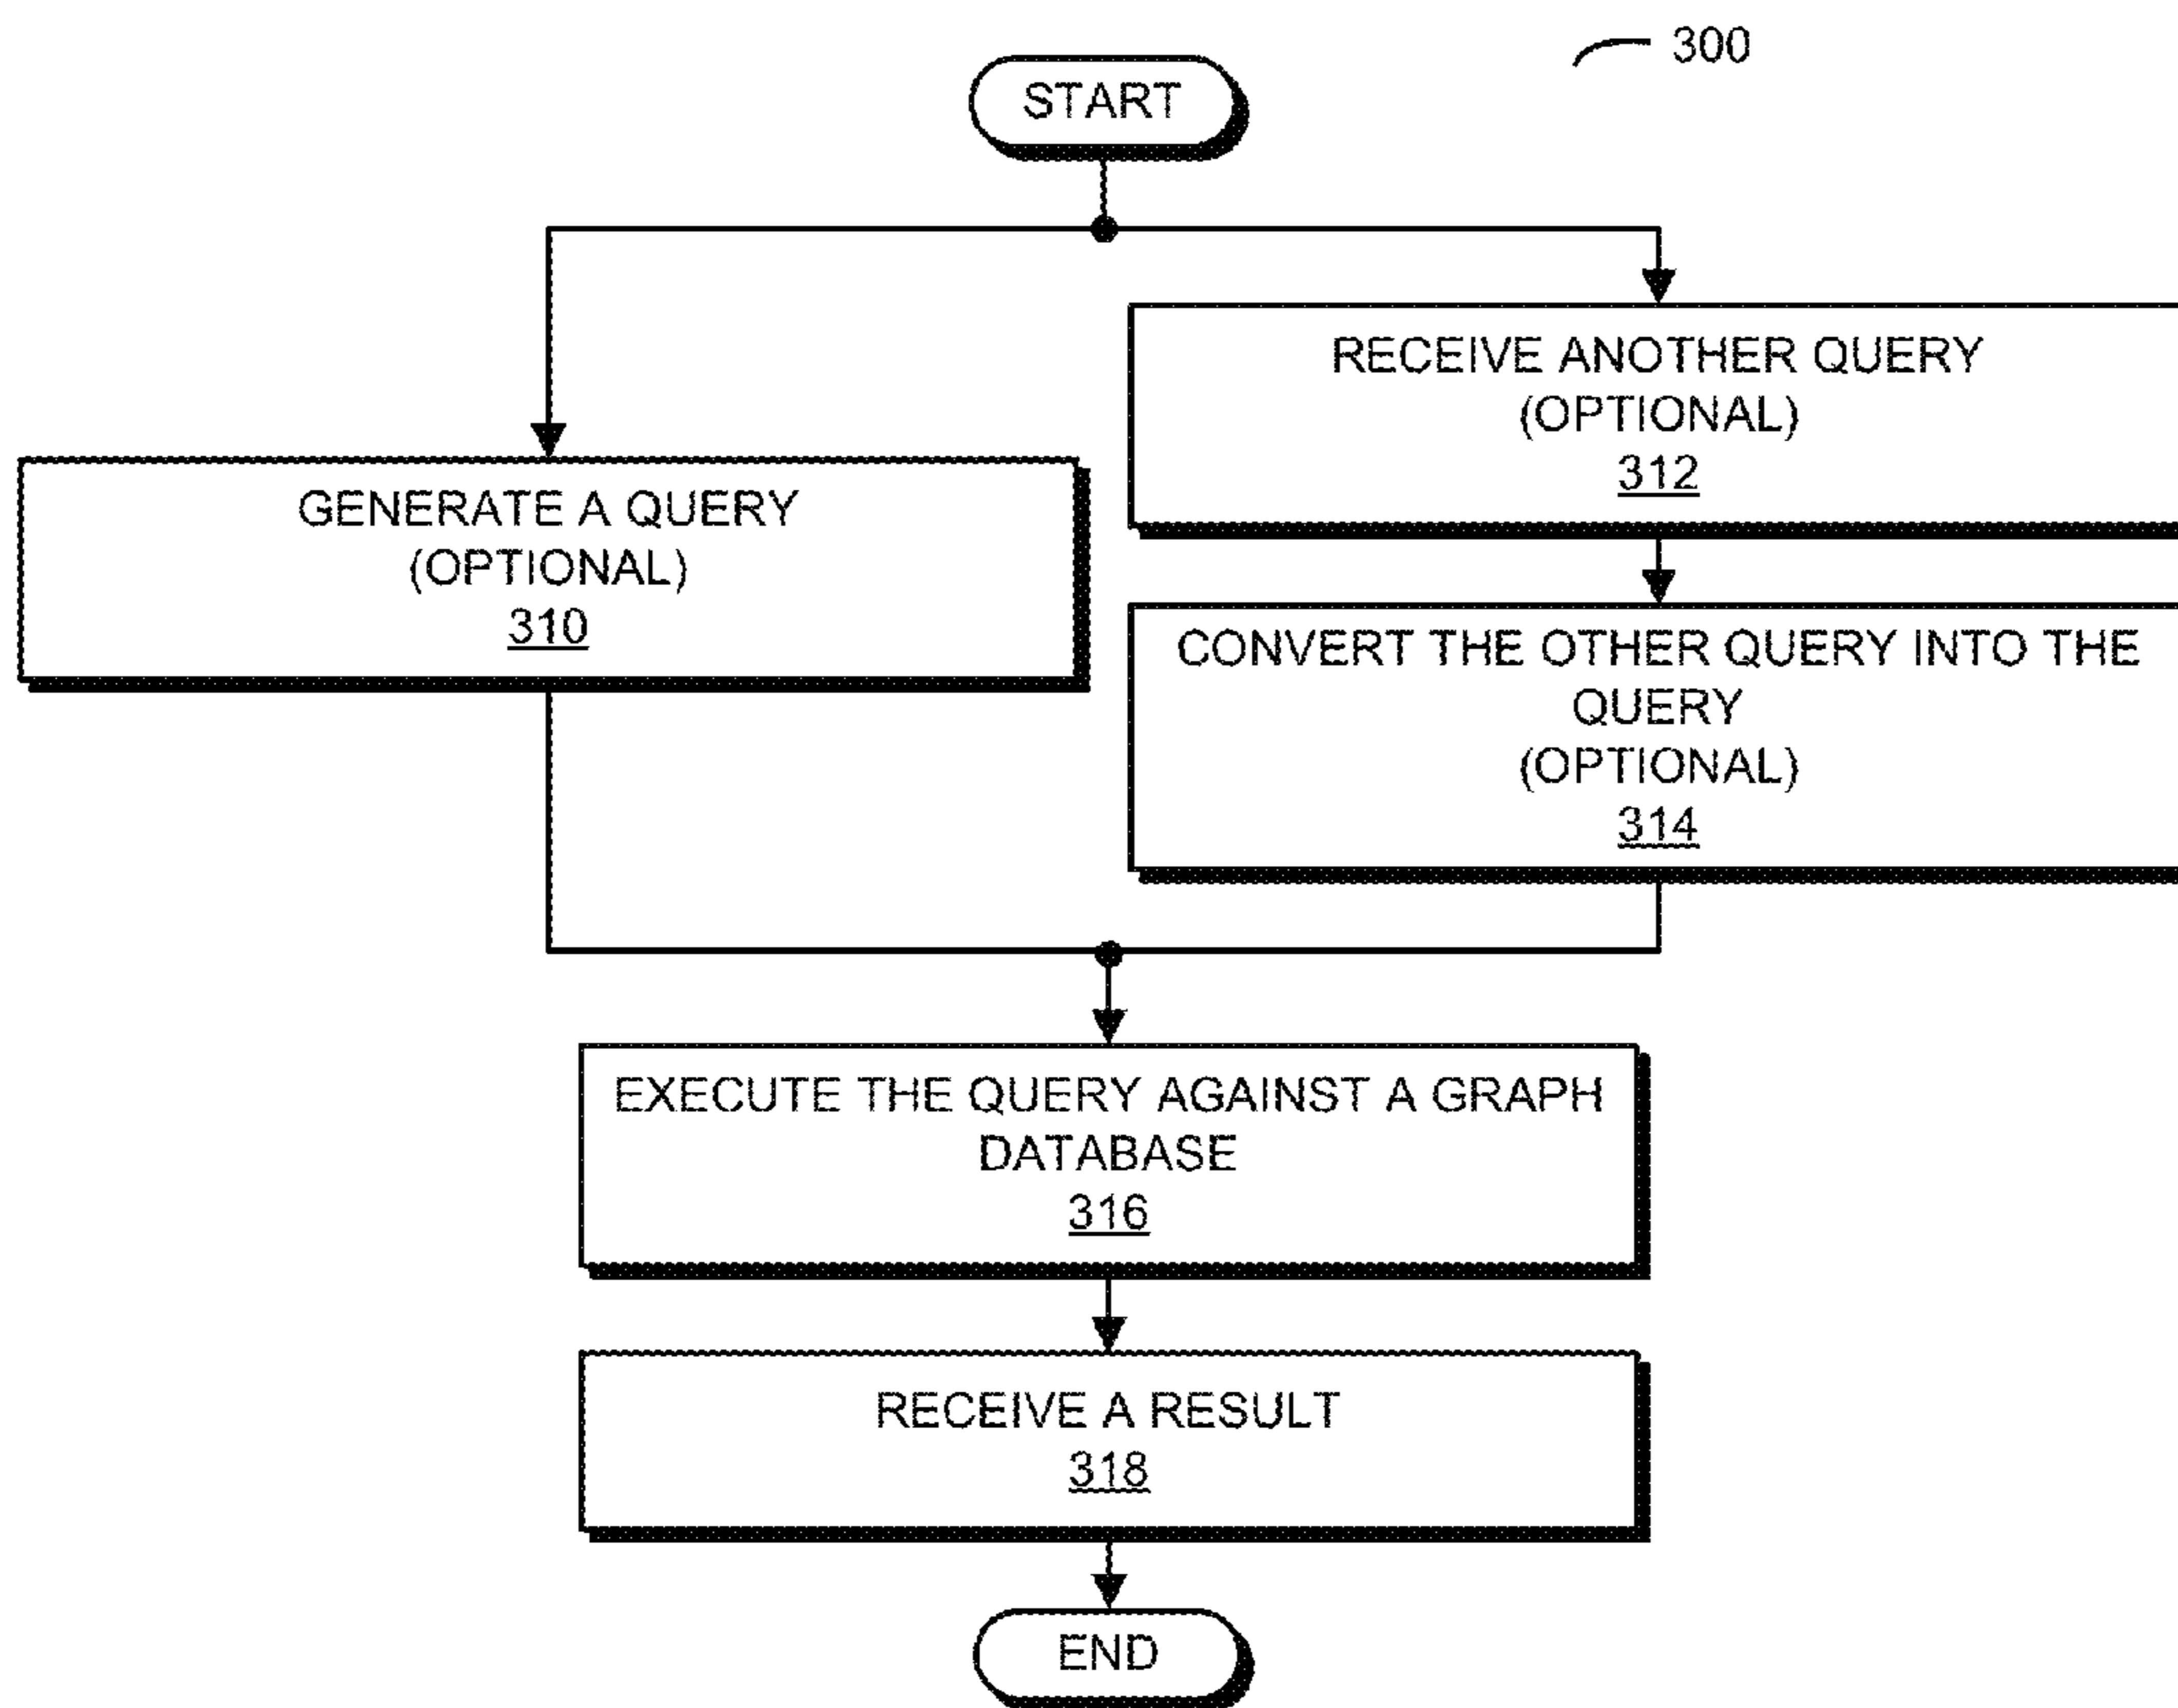 300
START
RECEIVE ANOTHER QUERY
(OPTIONAL)
312
GENERATE A QUERY
(OPTIONAL)
310
CONVERT THE OTHER QUERY INTO THE
QUERY
(OPTIONAL)
314
EXECUTE THE QUERY AGAINST A GRAPH
DATABASE
316
RECEIVE A RESULT
318
END